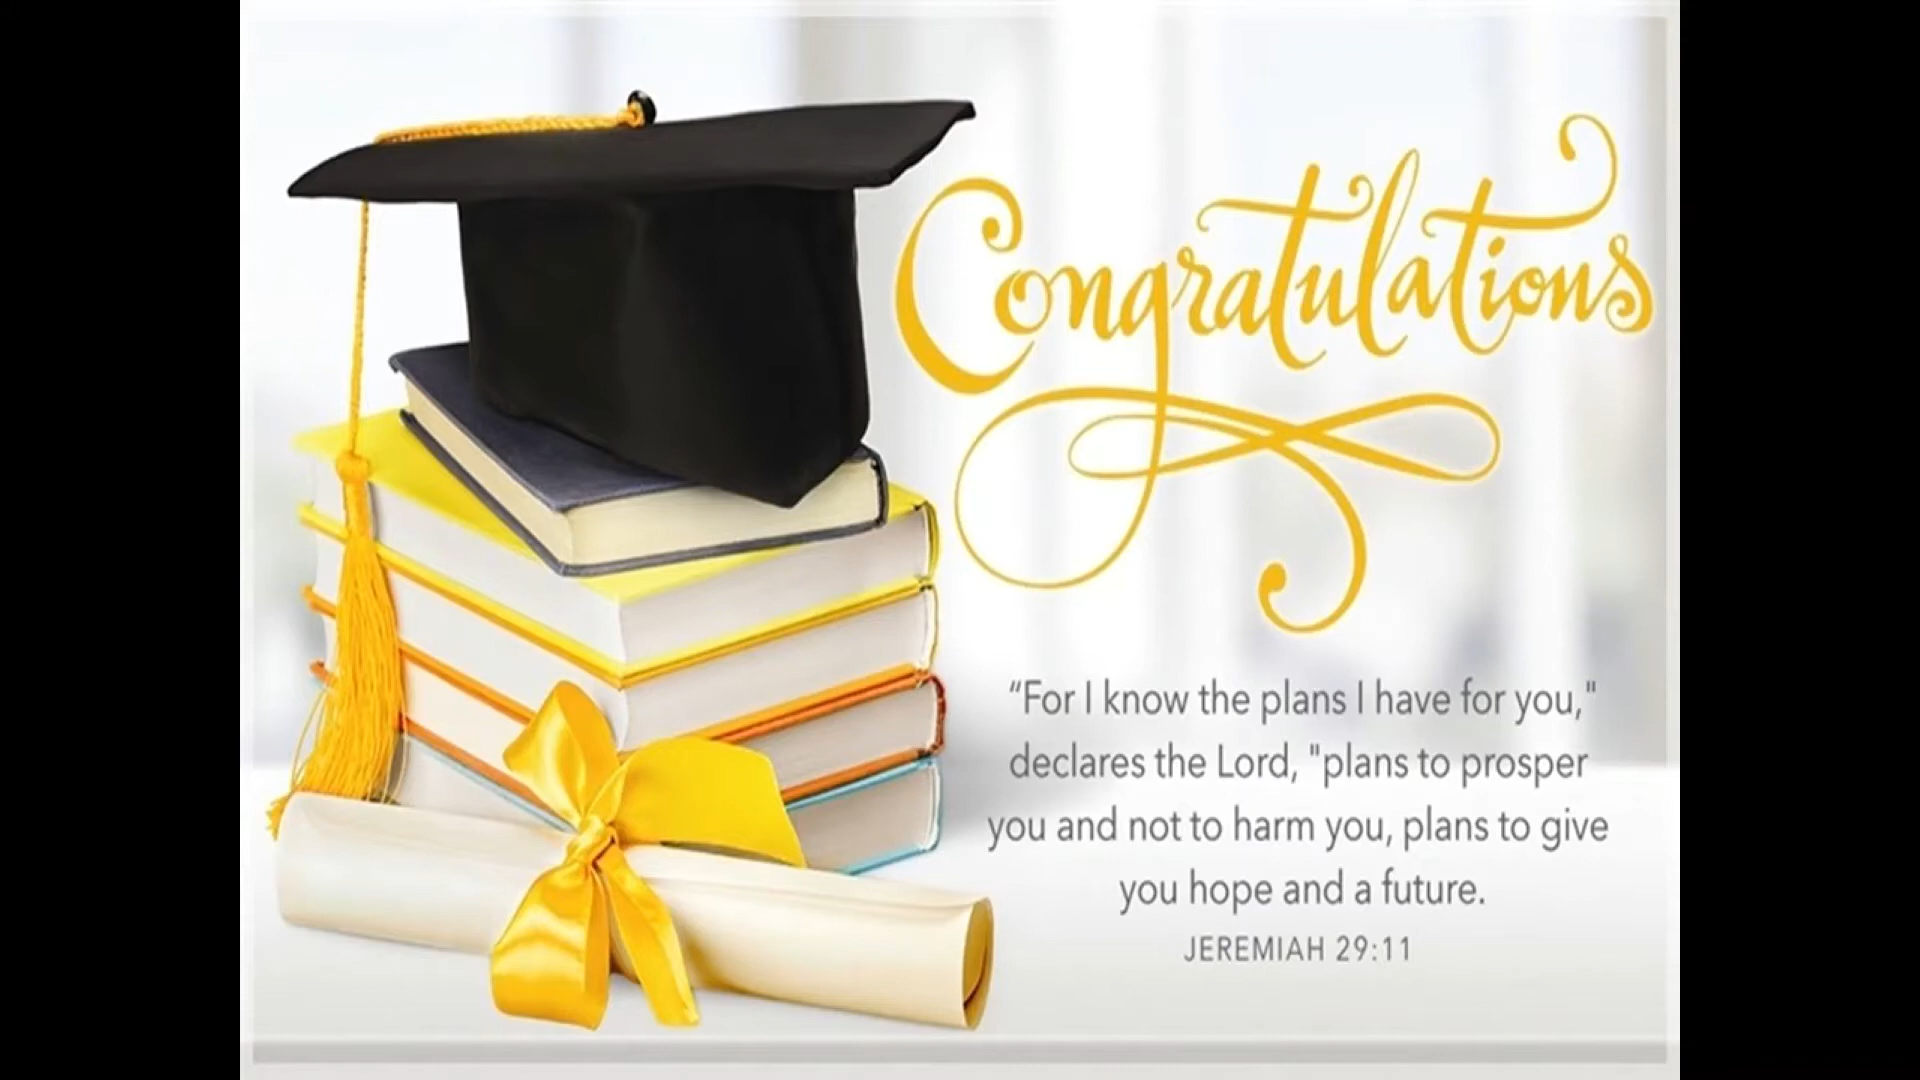 Congratulations
“For I know the plans I have for you,"
declares the Lord, "plans to prosper
you and not to harm you, plans to give
you hope and a future.
JEREMIAH 29:11